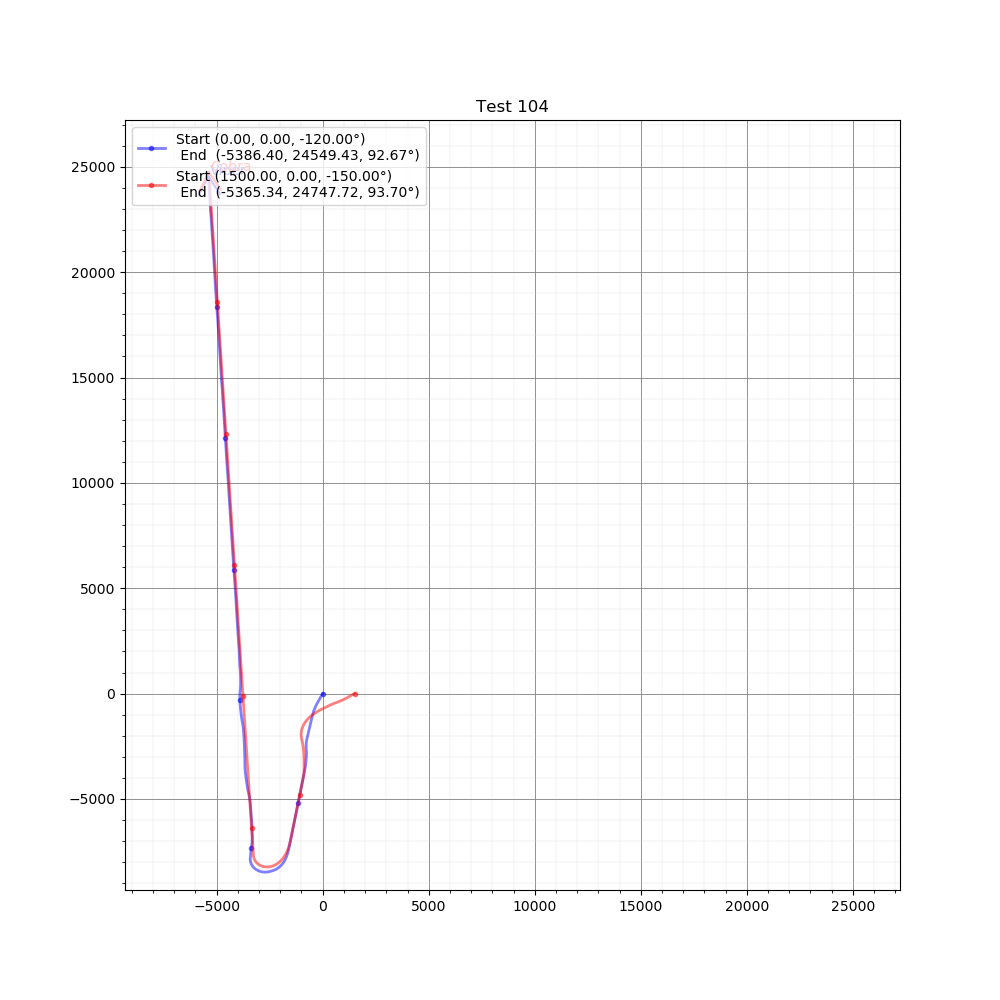 Test 104
Start (0.00, 0.00, -120.00°)
End (-5386.40, 24549.43, 92.67°)
Start (1500.00, 0.00, -150.00°)
End (-5365.34, 24747.72, 93.70°)
25000
20000
15000
10000
5000
0
−5000
−5000 0 5000 10000 15000 20000 25000